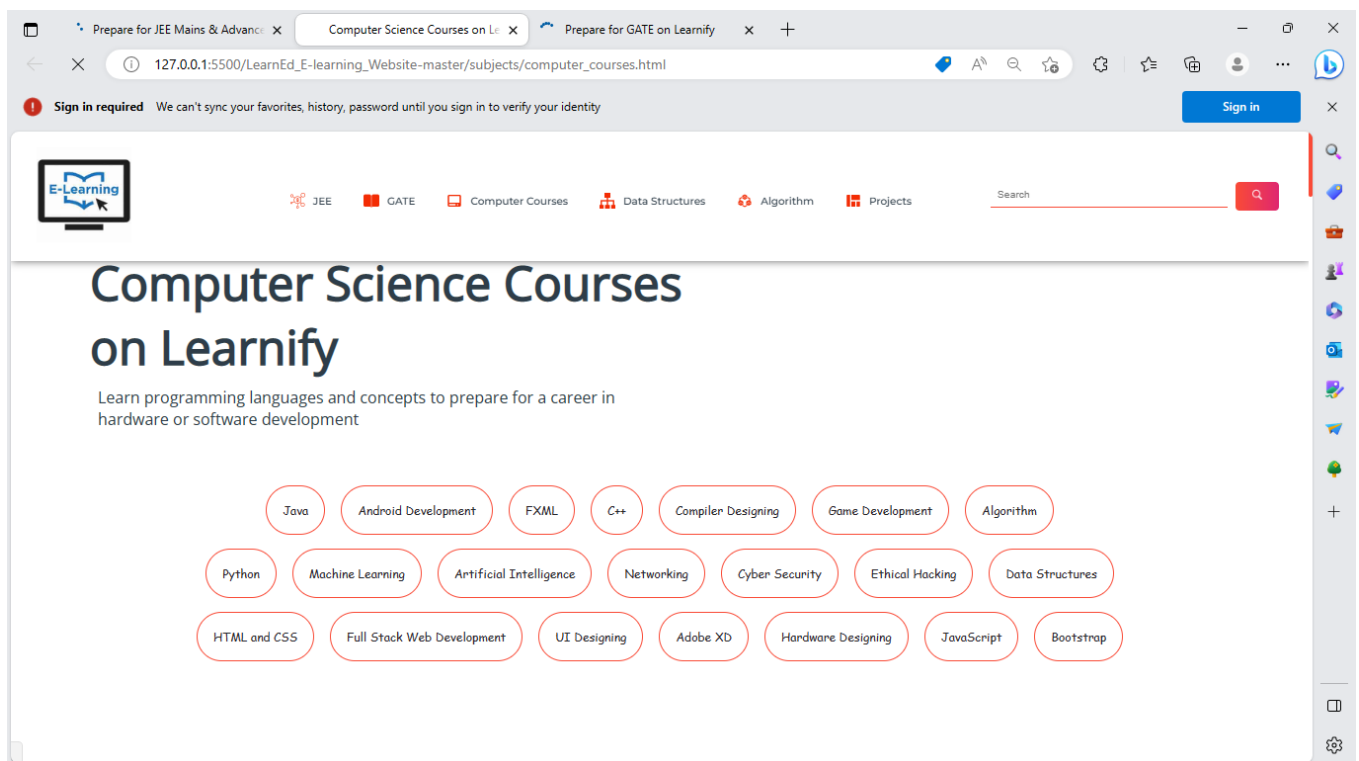 Prepare for JEE Mains & Advance
Computer Science Courses on Le
Prepare for GATE on Learnify
127.0.0.1:5500/LearnEd_E-learning_Website-master/subjects/computer_courses.html
Sign in required We can't sync your favorites, history, password until you sign in to verify your identity Sign in
E-Learning
JEE GATE Computer Courses Data Structures Algorithm Projects Search
Computer Science Courses
on Learnify
Learn programming languages and concepts to prepare for a career in
hardware or software development
Java Android Development FXML C++ Compiler Designing Game Development Algorithm
Python Machine Learning Artificial Intelligence Networking Cyber Security Ethical Hacking Data Structures
HTML and CSS Full Stack Web Development UI Designing Adobe XD Hardware Designing JavaScript Bootstrap